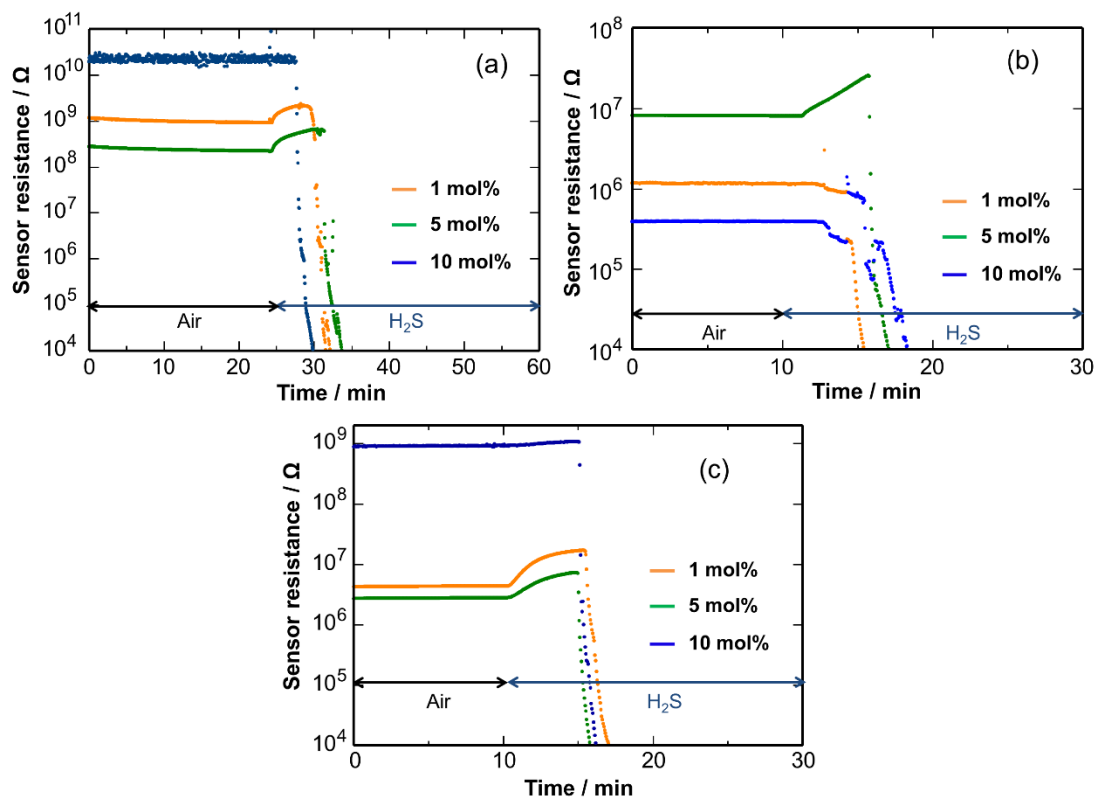 (a)
Sensor resistance / Ω
10¹¹
10¹⁰
10⁹
10⁸
10⁷
10⁶
10⁵
10⁴
1 mol%
5 mol%
10 mol%
Air
H₂S
0 10 20 30 40 50 60
Time / min
(b)
Sensor resistance / Ω
10⁸
10⁷
10⁶
10⁵
10⁴
1 mol%
5 mol%
10 mol%
Air
H₂S
0 10 20 30
Time / min
(c)
Sensor resistance / Ω
10⁹
10⁸
10⁷
10⁶
10⁵
10⁴
1 mol%
5 mol%
10 mol%
Air
H₂S
0 10 20 30
Time / min